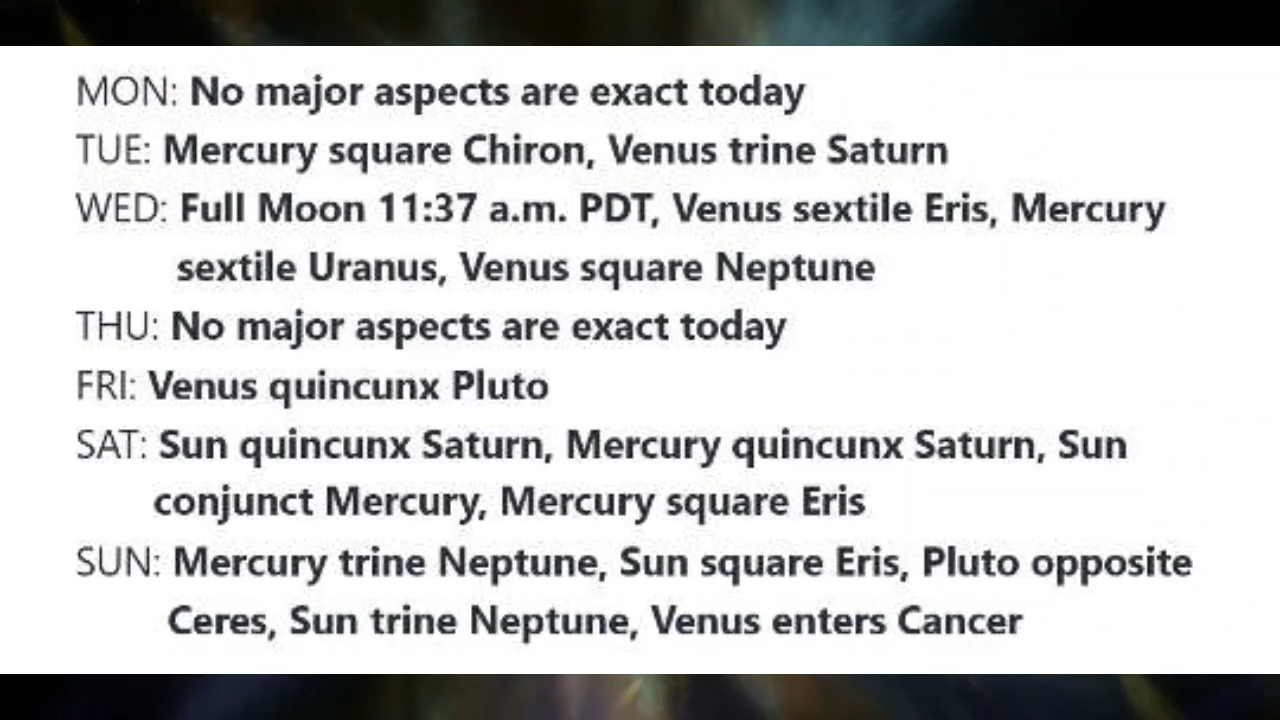 MON: No major aspects are exact today
TUE: Mercury square Chiron, Venus trine Saturn
WED: Full Moon 11:37 a.m. PDT, Venus sextile Eris, Mercury
sextile Uranus, Venus square Neptune
THU: No major aspects are exact today
FRI: Venus quincunx Pluto
SAT: Sun quincunx Saturn, Mercury quincunx Saturn, Sun
conjunct Mercury, Mercury square Eris
SUN: Mercury trine Neptune, Sun square Eris, Pluto opposite
Ceres, Sun trine Neptune, Venus enters Cancer